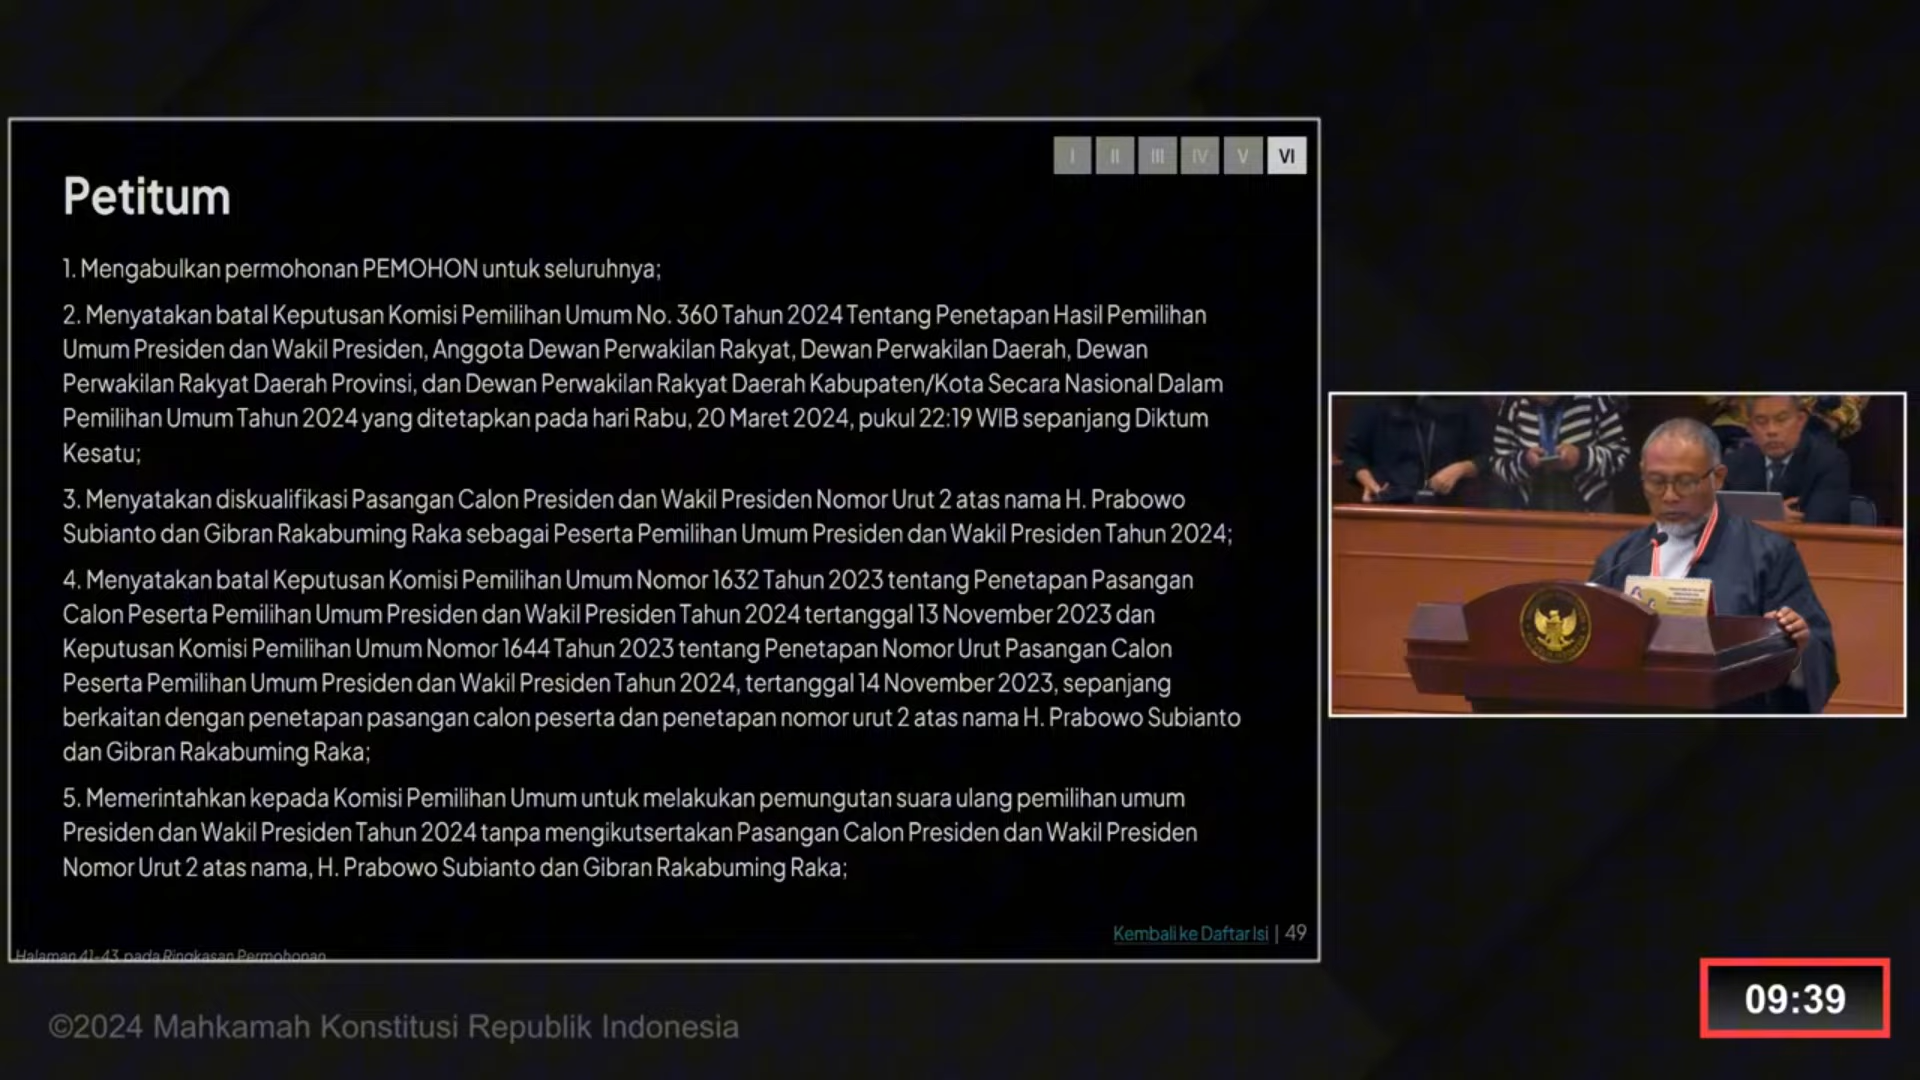 I II III IV V VI
Petitum
1. Mengabulkan permohonan PEMOHON untuk seluruhnya;
2. Menyatakan batal Keputusan Komisi Pemilihan Umum No. 360 Tahun 2024 Tentang Penetapan Hasil Pemilihan
Umum Presiden dan Wakil Presiden, Anggota Dewan Perwakilan Rakyat, Dewan Perwakilan Daerah, Dewan
Perwakilan Rakyat Daerah Provinsi, dan Dewan Perwakilan Rakyat Daerah Kabupaten/Kota Secara Nasional Dalam
Pemilihan Umum Tahun 2024 yang ditetapkan pada hari Rabu, 20 Maret 2024, pukul 22:19 WIB sepanjang Diktum
Kesatu;
3. Menyatakan diskualifikasi Pasangan Calon Presiden dan Wakil Presiden Nomor Urut 2 atas nama H. Prabowo
Subianto dan Gibran Rakabuming Raka sebagai Peserta Pemilihan Umum Presiden dan Wakil Presiden Tahun 2024;
4. Menyatakan batal Keputusan Komisi Pemilihan Umum Nomor 1632 Tahun 2023 tentang Penetapan Pasangan
Calon Peserta Pemilihan Umum Presiden dan Wakil Presiden Tahun 2024 tertanggal 13 November 2023 dan
Keputusan Komisi Pemilihan Umum Nomor 1644 Tahun 2023 tentang Penetapan Nomor Urut Pasangan Calon
Peserta Pemilihan Umum Presiden dan Wakil Presiden Tahun 2024, tertanggal 14 November 2023, sepanjang
berkaitan dengan penetapan pasangan calon peserta dan penetapan nomor urut 2 atas nama H. Prabowo Subianto
dan Gibran Rakabuming Raka;
5. Memerintahkan kepada Komisi Pemilihan Umum untuk melakukan pemungutan suara ulang pemilihan umum
Presiden dan Wakil Presiden Tahun 2024 tanpa mengikutsertakan Pasangan Calon Presiden dan Wakil Presiden
Nomor Urut 2 atas nama, H. Prabowo Subianto dan Gibran Rakabuming Raka;
Kembali ke Daftar Isi | 49
Halaman 41-43 pada Ringkasan Permohonan
©2024 Mahkamah Konstitusi Republik Indonesia
09:39